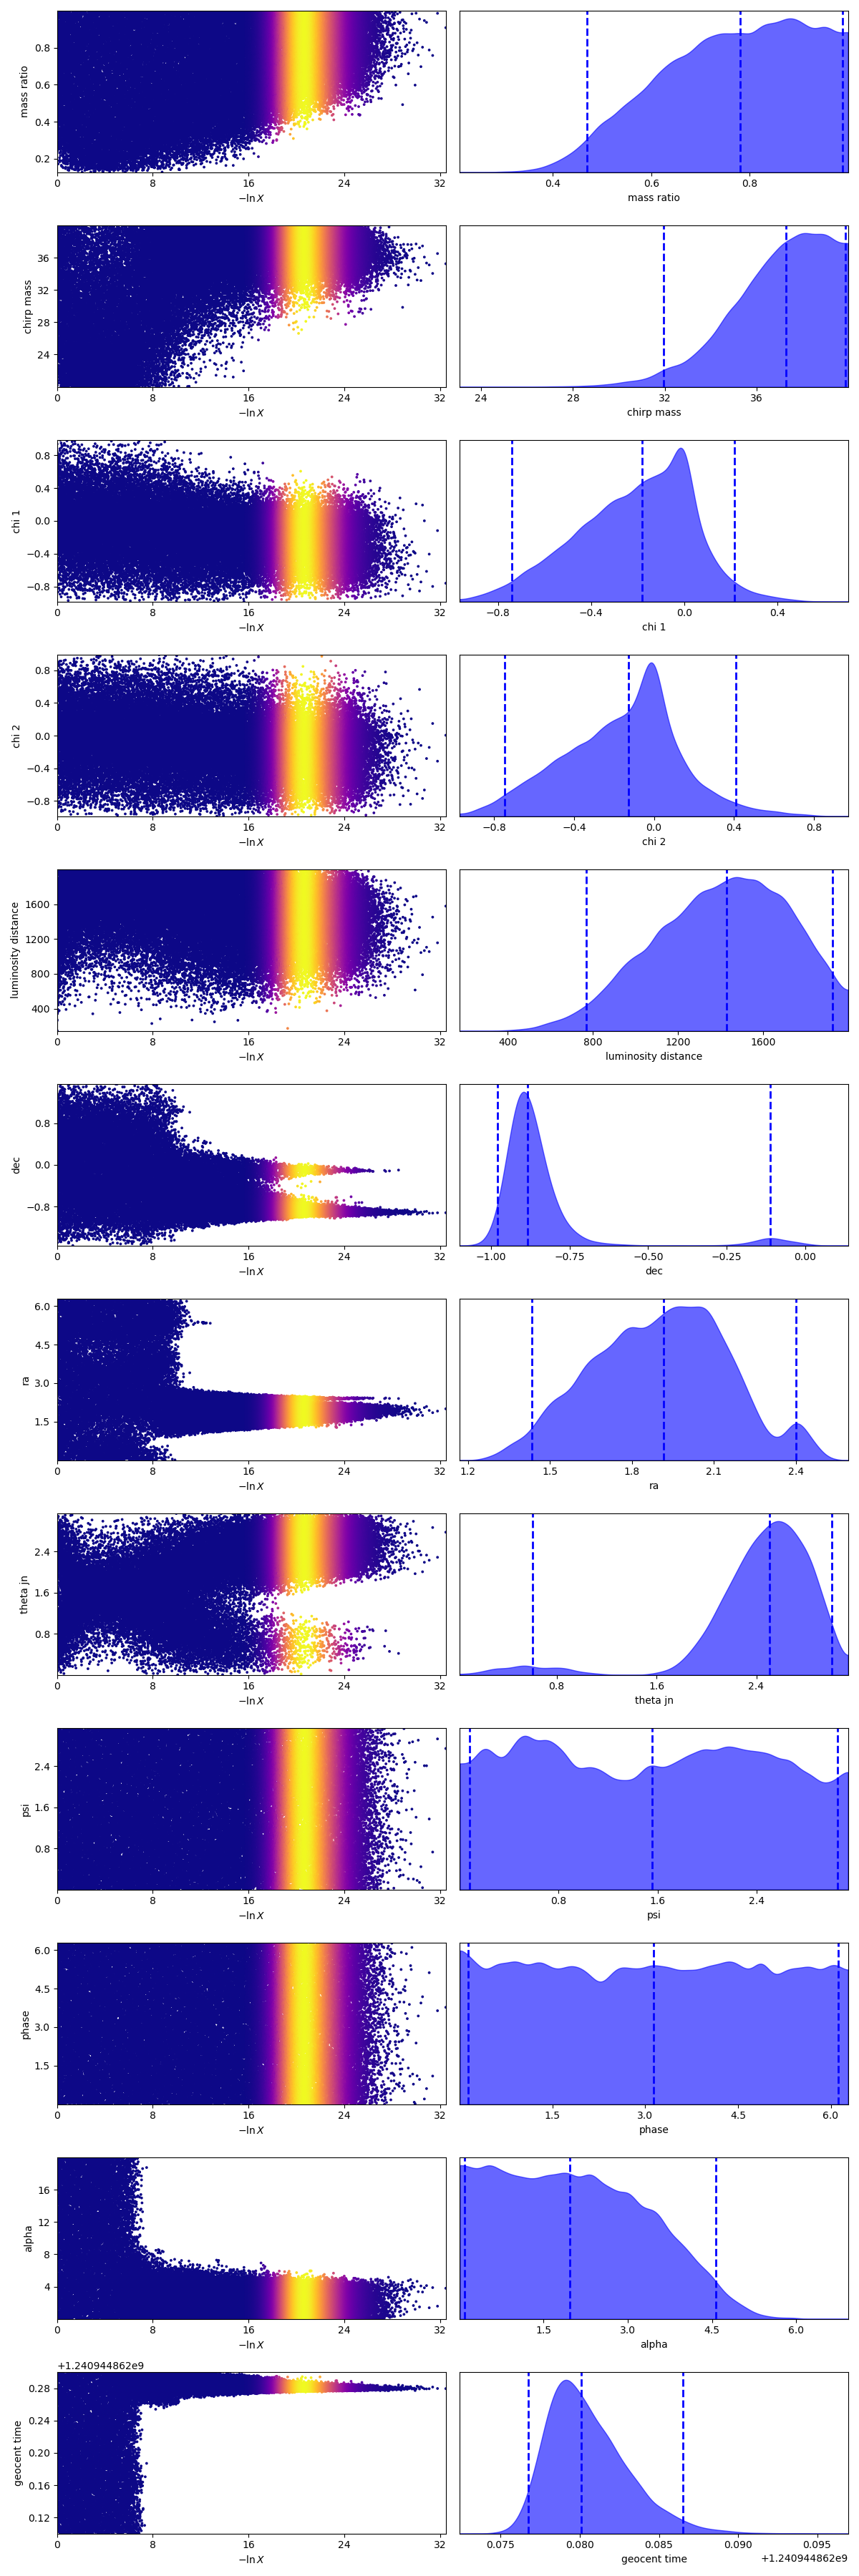 mass ratio
0.8
0.6
0.4
0.2
0 8 16 24 32
−ln X
0.4 0.6 0.8
mass ratio
chirp mass
36
32
28
24
0 8 16 24 32
−ln X
24 28 32 36
chirp mass
chi 1
0.8
0.4
0.0
−0.4
−0.8
0 8 16 24 32
−ln X
−0.8 −0.4 0.0 0.4
chi 1
chi 2
0.8
0.4
0.0
−0.4
−0.8
0 8 16 24 32
−ln X
−0.8 −0.4 0.0 0.4 0.8
chi 2
luminosity distance
1600
1200
800
400
0 8 16 24 32
−ln X
400 800 1200 1600
luminosity distance
dec
0.8
0.0
−0.8
0 8 16 24 32
−ln X
−1.00 −0.75 −0.50 −0.25 0.00
dec
ra
6.0
4.5
3.0
1.5
0 8 16 24 32
−ln X
1.2 1.5 1.8 2.1 2.4
ra
theta jn
2.4
1.6
0.8
0 8 16 24 32
−ln X
0.8 1.6 2.4
theta jn
psi
2.4
1.6
0.8
0 8 16 24 32
−ln X
0.8 1.6 2.4
psi
phase
6.0
4.5
3.0
1.5
0 8 16 24 32
−ln X
1.5 3.0 4.5 6.0
phase
alpha
16
12
8
4
0 8 16 24 32
−ln X
1.5 3.0 4.5 6.0
alpha
+1.240944862e9
geocent time
0.28
0.24
0.20
0.16
0.12
0 8 16 24 32
−ln X
0.075 0.080 0.085 0.090 0.095
geocent time
+1.240944862e9